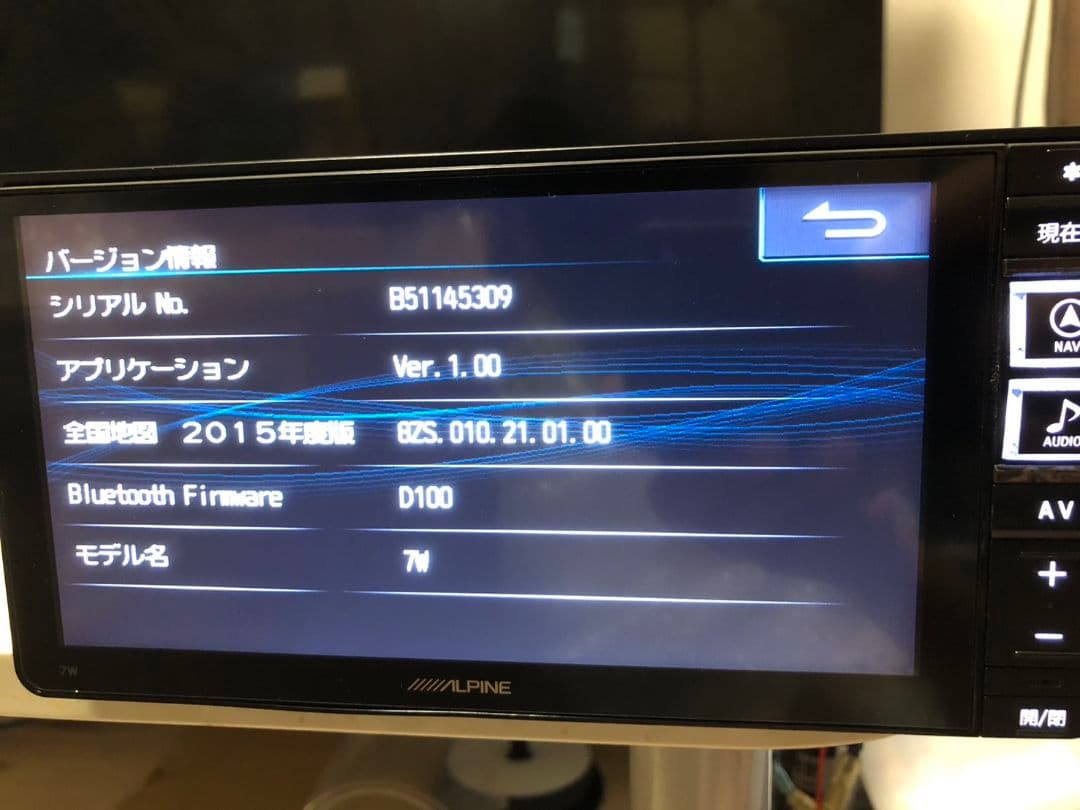 バージョン情報
シリアル No. B51145309
アプリケーション Ver.1.00
全国地図 2015年度版 BZS.010.21.01.00
Bluetooth Firmware D100
モデル名 7W
現在
NAV
AUDIO
AV
+
−
開/閉
7W
ALPINE